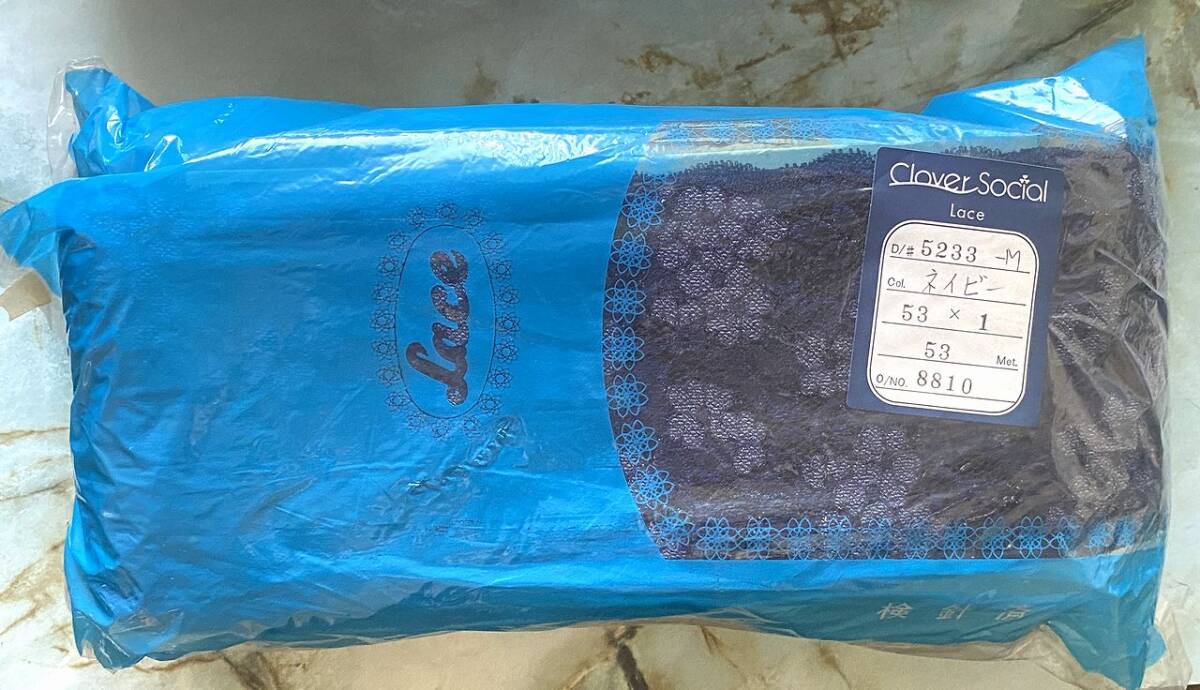 Lace
Clover Social
Lace
D/# 5233 -M
Col. ネイビー
53 × 1
53 Met.
O/NO. 8810
検針済